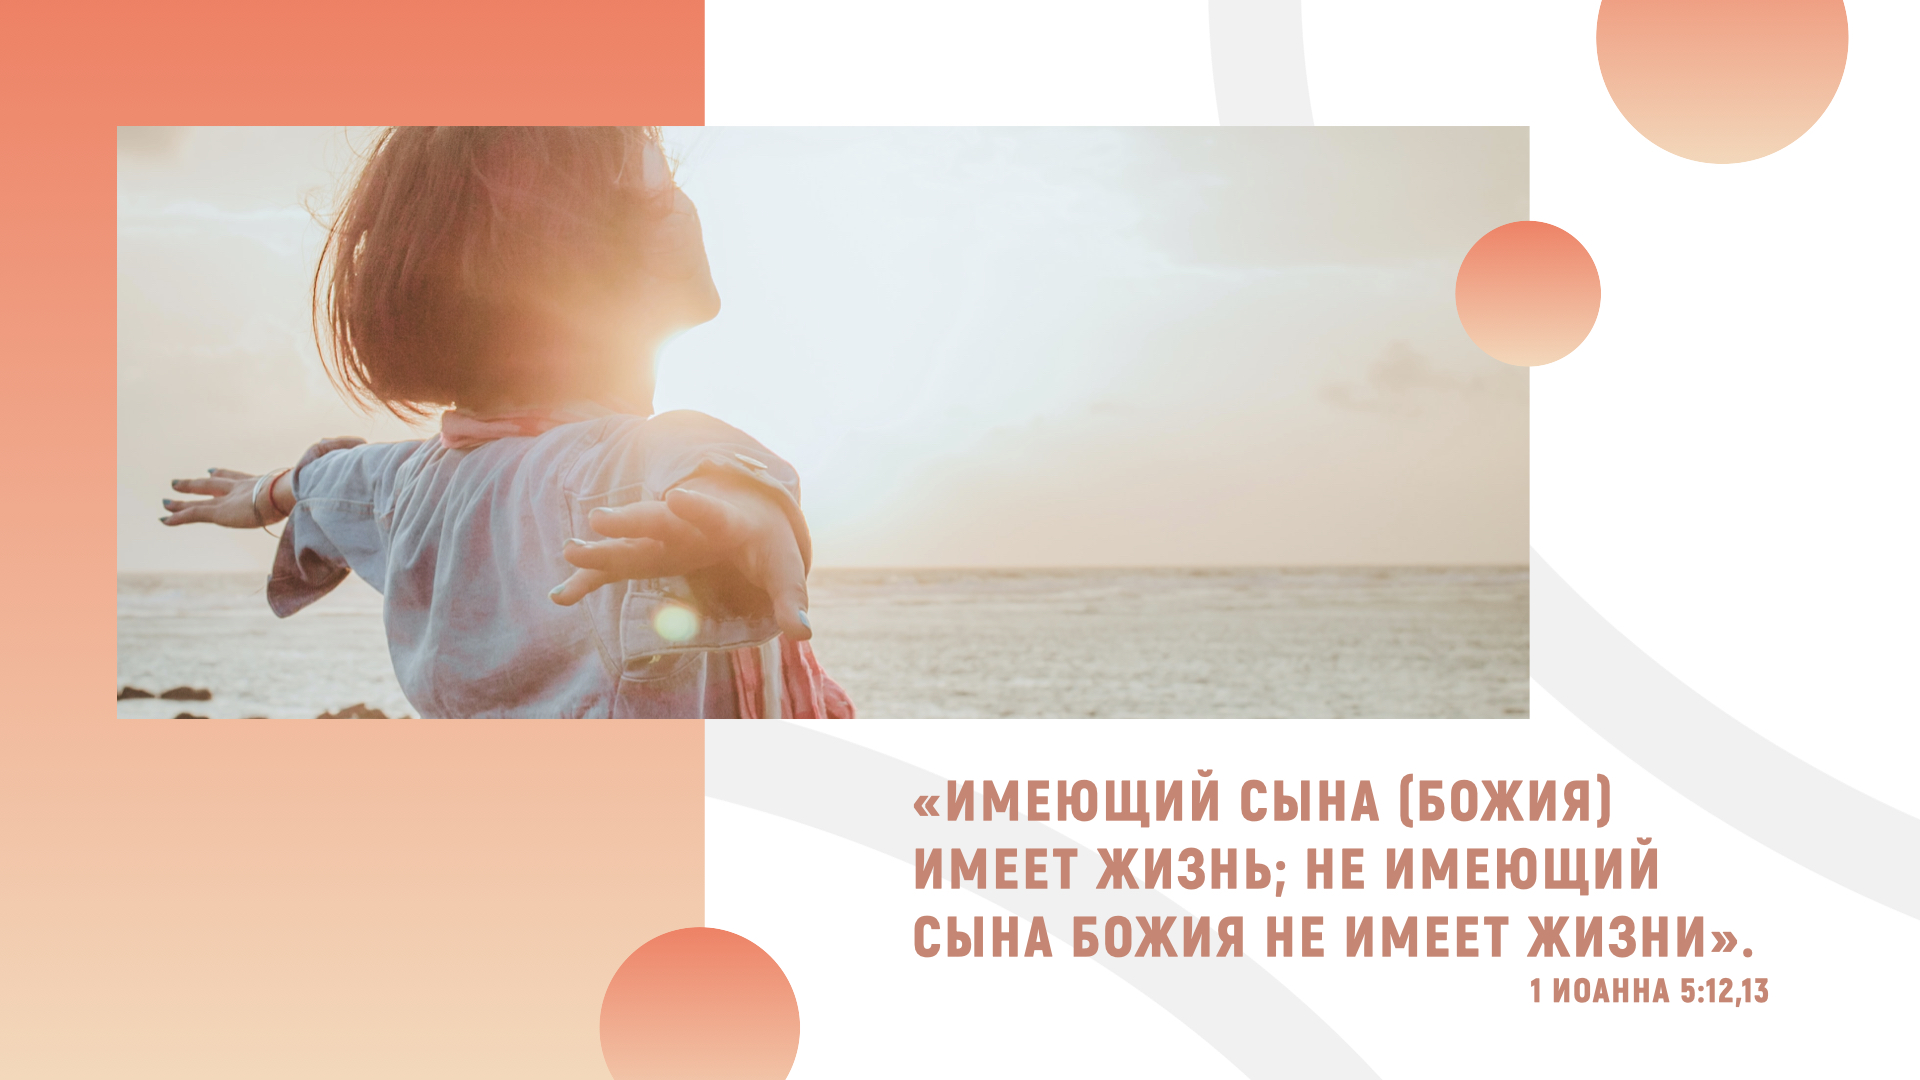 «ИМЕЮЩИЙ СЫНА (БОЖИЯ)
ИМЕЕТ ЖИЗНЬ; НЕ ИМЕЮЩИЙ
СЫНА БОЖИЯ НЕ ИМЕЕТ ЖИЗНИ».
1 ИОАННА 5:12,13